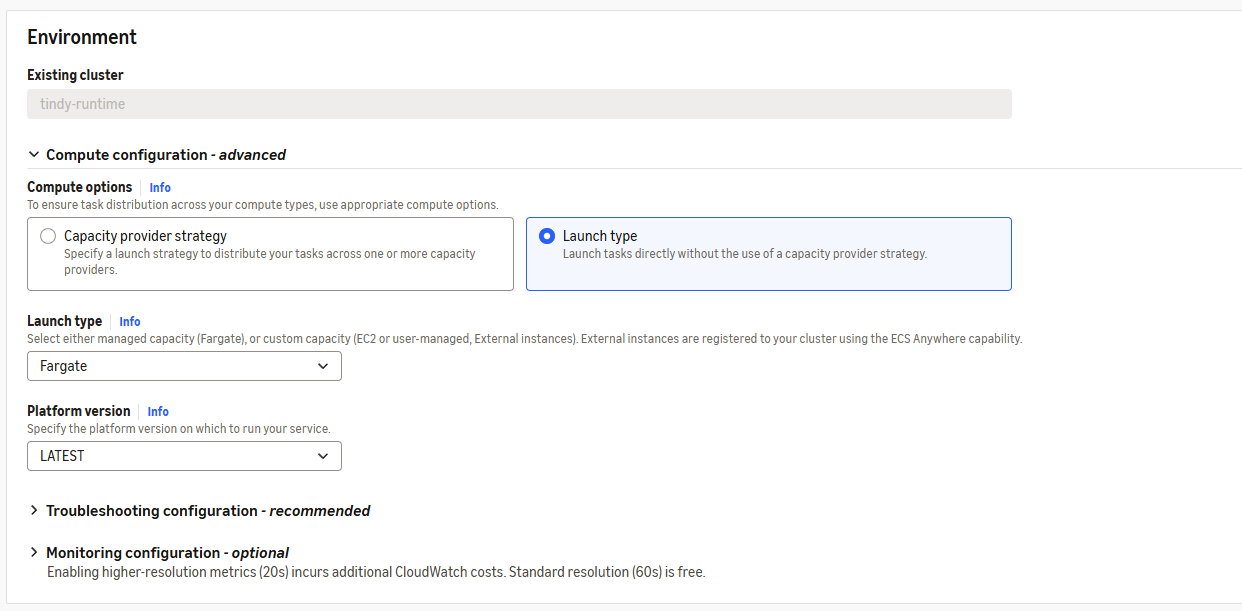 Environment
Existing cluster
tindy-runtime
Compute configuration - advanced
Compute options Info
To ensure task distribution across your compute types, use appropriate compute options.
Capacity provider strategy
Specify a launch strategy to distribute your tasks across one or more capacity
providers.
Launch type
Launch tasks directly without the use of a capacity provider strategy.
Launch type Info
Select either managed capacity (Fargate), or custom capacity (EC2 or user-managed, External instances). External instances are registered to your cluster using the ECS Anywhere capability.
Fargate
Platform version Info
Specify the platform version on which to run your service.
LATEST
Troubleshooting configuration - recommended
Monitoring configuration - optional
Enabling higher-resolution metrics (20s) incurs additional CloudWatch costs. Standard resolution (60s) is free.